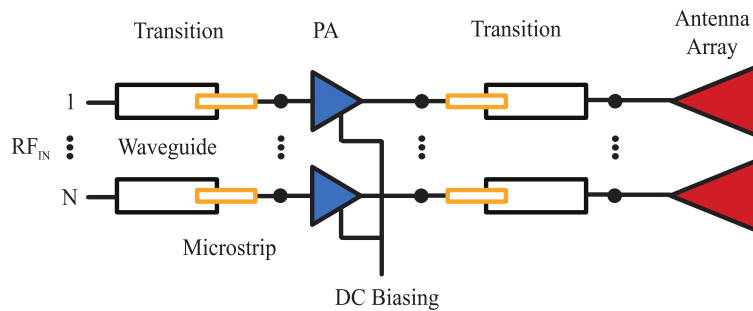 Transition
PA
Transition
Antenna
Array
1
RF_IN
Waveguide
N
Microstrip
DC Biasing